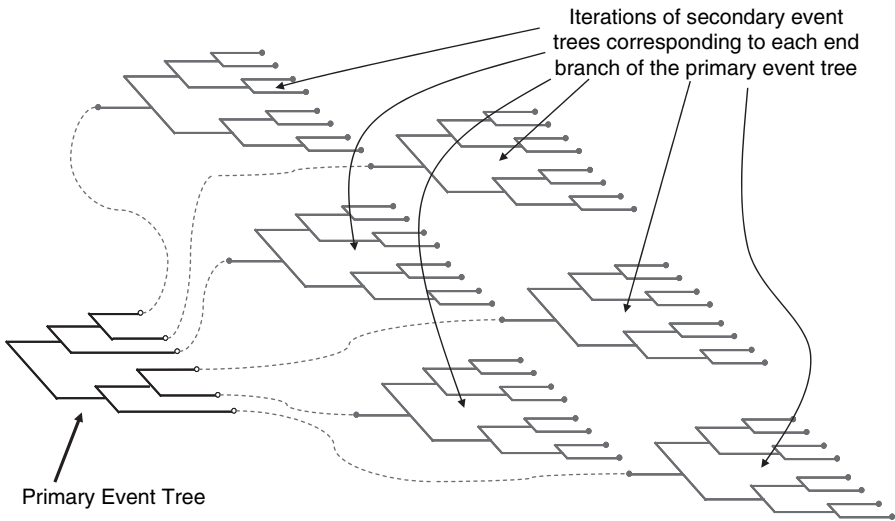 Iterations of secondary event
trees corresponding to each end
branch of the primary event tree
Primary Event Tree